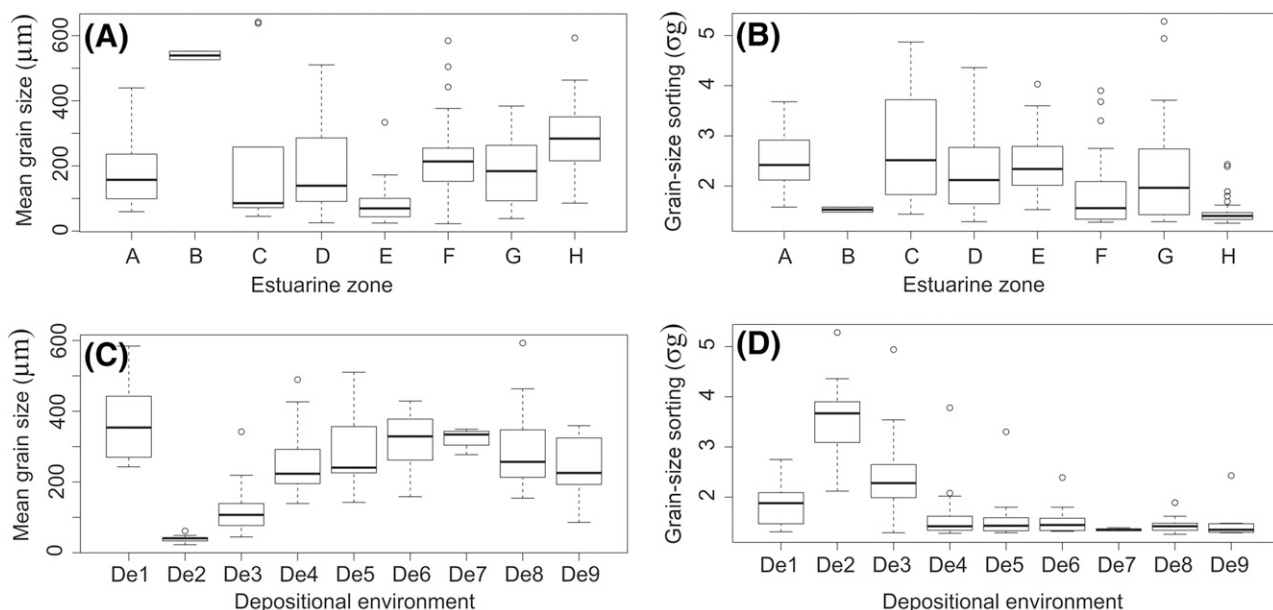 (A)
Mean grain size (μm)
600
400
200
0
A B C D E F G H
Estuarine zone
(B)
Grain-size sorting (σg)
5
4
3
2
A B C D E F G H
Estuarine zone
(C)
Mean grain size (μm)
600
400
200
0
De1 De2 De3 De4 De5 De6 De7 De8 De9
Depositional environment
(D)
Grain-size sorting (σg)
5
4
3
2
De1 De2 De3 De4 De5 De6 De7 De8 De9
Depositional environment